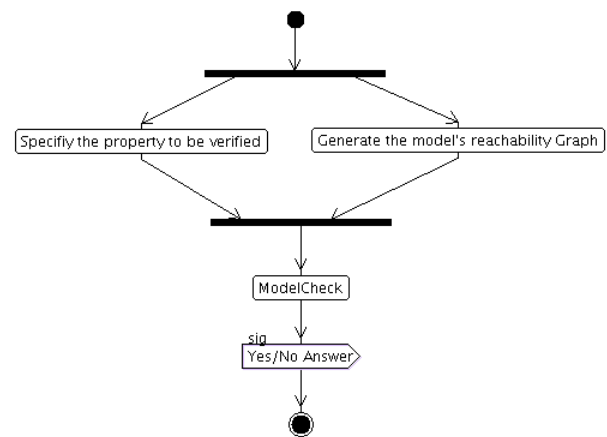 Specifiy the property to be verified
Generate the model's reachability Graph
ModelCheck
sig
Yes/No Answer